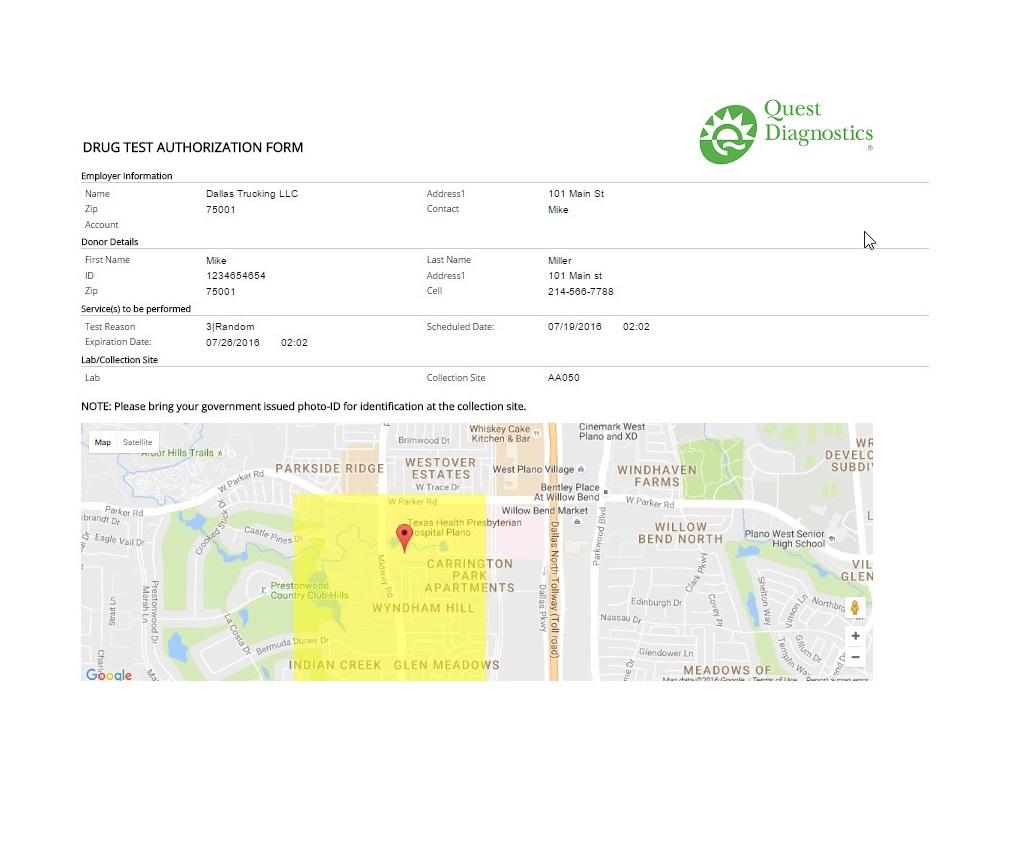 Quest
Diagnostics
®
DRUG TEST AUTHORIZATION FORM
Employer Information
Name Dallas Trucking LLC Address1 101 Main St
Zip 75001 Contact Mike
Account
Donor Details
First Name Mike Last Name Miller
ID 1234654654 Address1 101 Main st
Zip 75001 Cell 214-566-7788
Service(s) to be performed
Test Reason 3|Random Scheduled Date: 07/19/2016 02:02
Expiration Date: 07/26/2016 02:02
Lab/Collection Site
Lab Collection Site AA050
NOTE: Please bring your government issued photo-ID for identification at the collection site.
Map Satellite
Arbor Hills Trails
W Parker Rd
Parker Rd
Eagle Vail Dr
Crooked Stick Dr
Castle Pines Dr
Prestonwood
Country Club-Hills
Prestonwood Dr
Marsh Ln
Strait Ln
La Costa Dr
Bermuda Dunes Dr
PARKSIDE RIDGE
Brimwood Dr
WESTOVER
ESTATES
W Trace Dr
W Parker Rd
Texas Health Presbyterian
Hospital Plano
Midway Rd
CARRINGTON
PARK
APARTMENTS
WYNDHAM HILL
INDIAN CREEK
GLEN MEADOWS
Whiskey Cake
Kitchen & Bar
West Plano Village
Bentley Place
At Willow Bend
Willow Bend Market
Dallas North Tollway (Toll road)
Dallas Pkwy
Cinemark West
Plano and XD
Parkwood Blvd
WINDHAVEN
FARMS
W Parker Rd
WILLOW
BEND NORTH
Plano West Senior
High School
Clark Pkwy
Covey Pl
Edinburgh Dr
Nassau Dr
Glendower Ln
MEADOWS OF
Shelton Way
Vinson Ln
Gillum Dr
Google
Map data ©2016 Google Terms of Use Report a map error